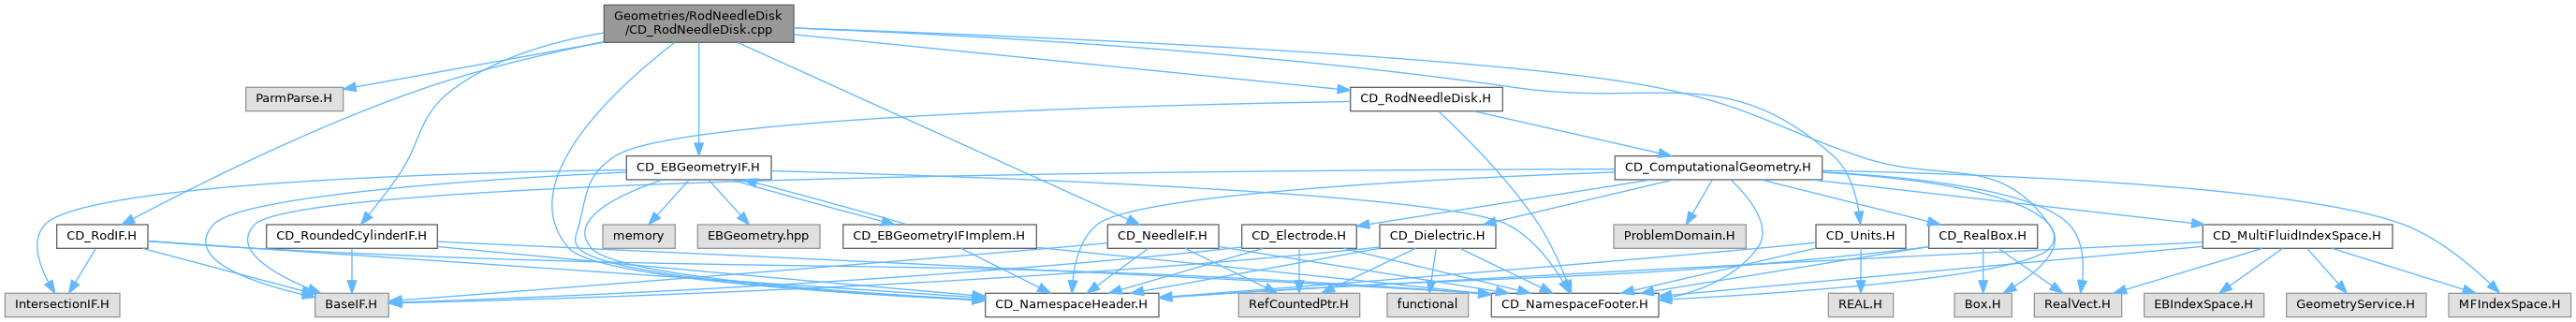 Geometries/RodNeedleDisk
/CD_RodNeedleDisk.cpp
ParmParse.H
CD_RodNeedleDisk.H
CD_EBGeometryIF.H
CD_ComputationalGeometry.H
CD_RodIF.H
CD_RoundedCylinderIF.H
memory
EBGeometry.hpp
CD_EBGeometryIFImplem.H
CD_NeedleIF.H
CD_Electrode.H
CD_Dielectric.H
ProblemDomain.H
CD_Units.H
CD_RealBox.H
CD_MultiFluidIndexSpace.H
IntersectionIF.H
BaseIF.H
CD_NamespaceHeader.H
RefCountedPtr.H
functional
CD_NamespaceFooter.H
REAL.H
Box.H
RealVect.H
EBIndexSpace.H
GeometryService.H
MFIndexSpace.H